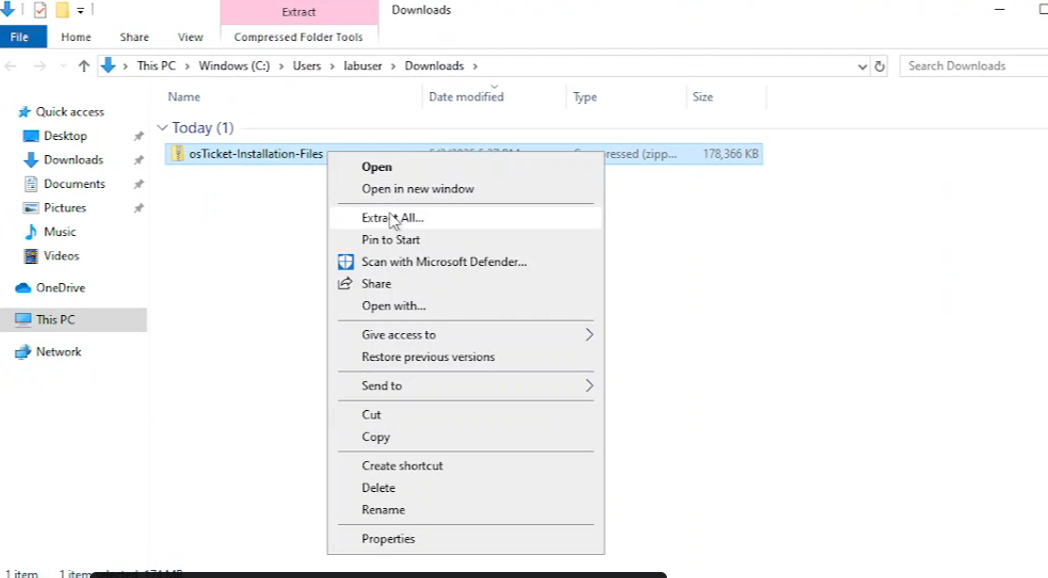 Extract Downloads
File Home Share View Compressed Folder Tools
This PC Windows (C:) Users labuser Downloads Search Downloads
Name Date modified Type Size
Quick access
Desktop
Downloads
Documents
Pictures
Music
Videos
OneDrive
This PC
Network
Today (1)
osTicket-Installation-Files (zipp... 178,366 KB
Open
Open in new window
Extract All...
Pin to Start
Scan with Microsoft Defender...
Share
Open with...
Give access to
Restore previous versions
Send to
Cut
Copy
Create shortcut
Delete
Rename
Properties
1 item 1 item selected